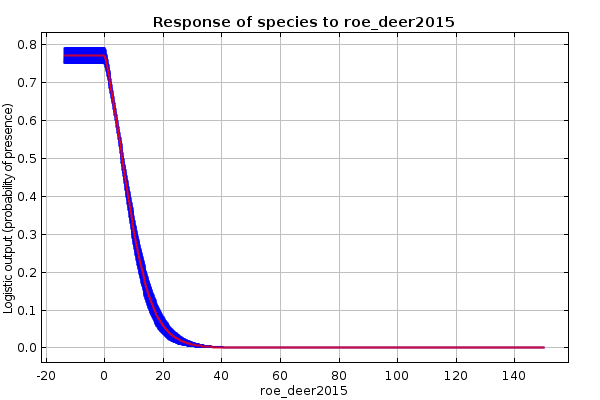 Response of species to roe_deer2015
Logistic output (probability of presence)
0.8
0.7
0.6
0.5
0.4
0.3
0.2
0.1
0.0
-20 0 20 40 60 80 100 120 140
roe_deer2015